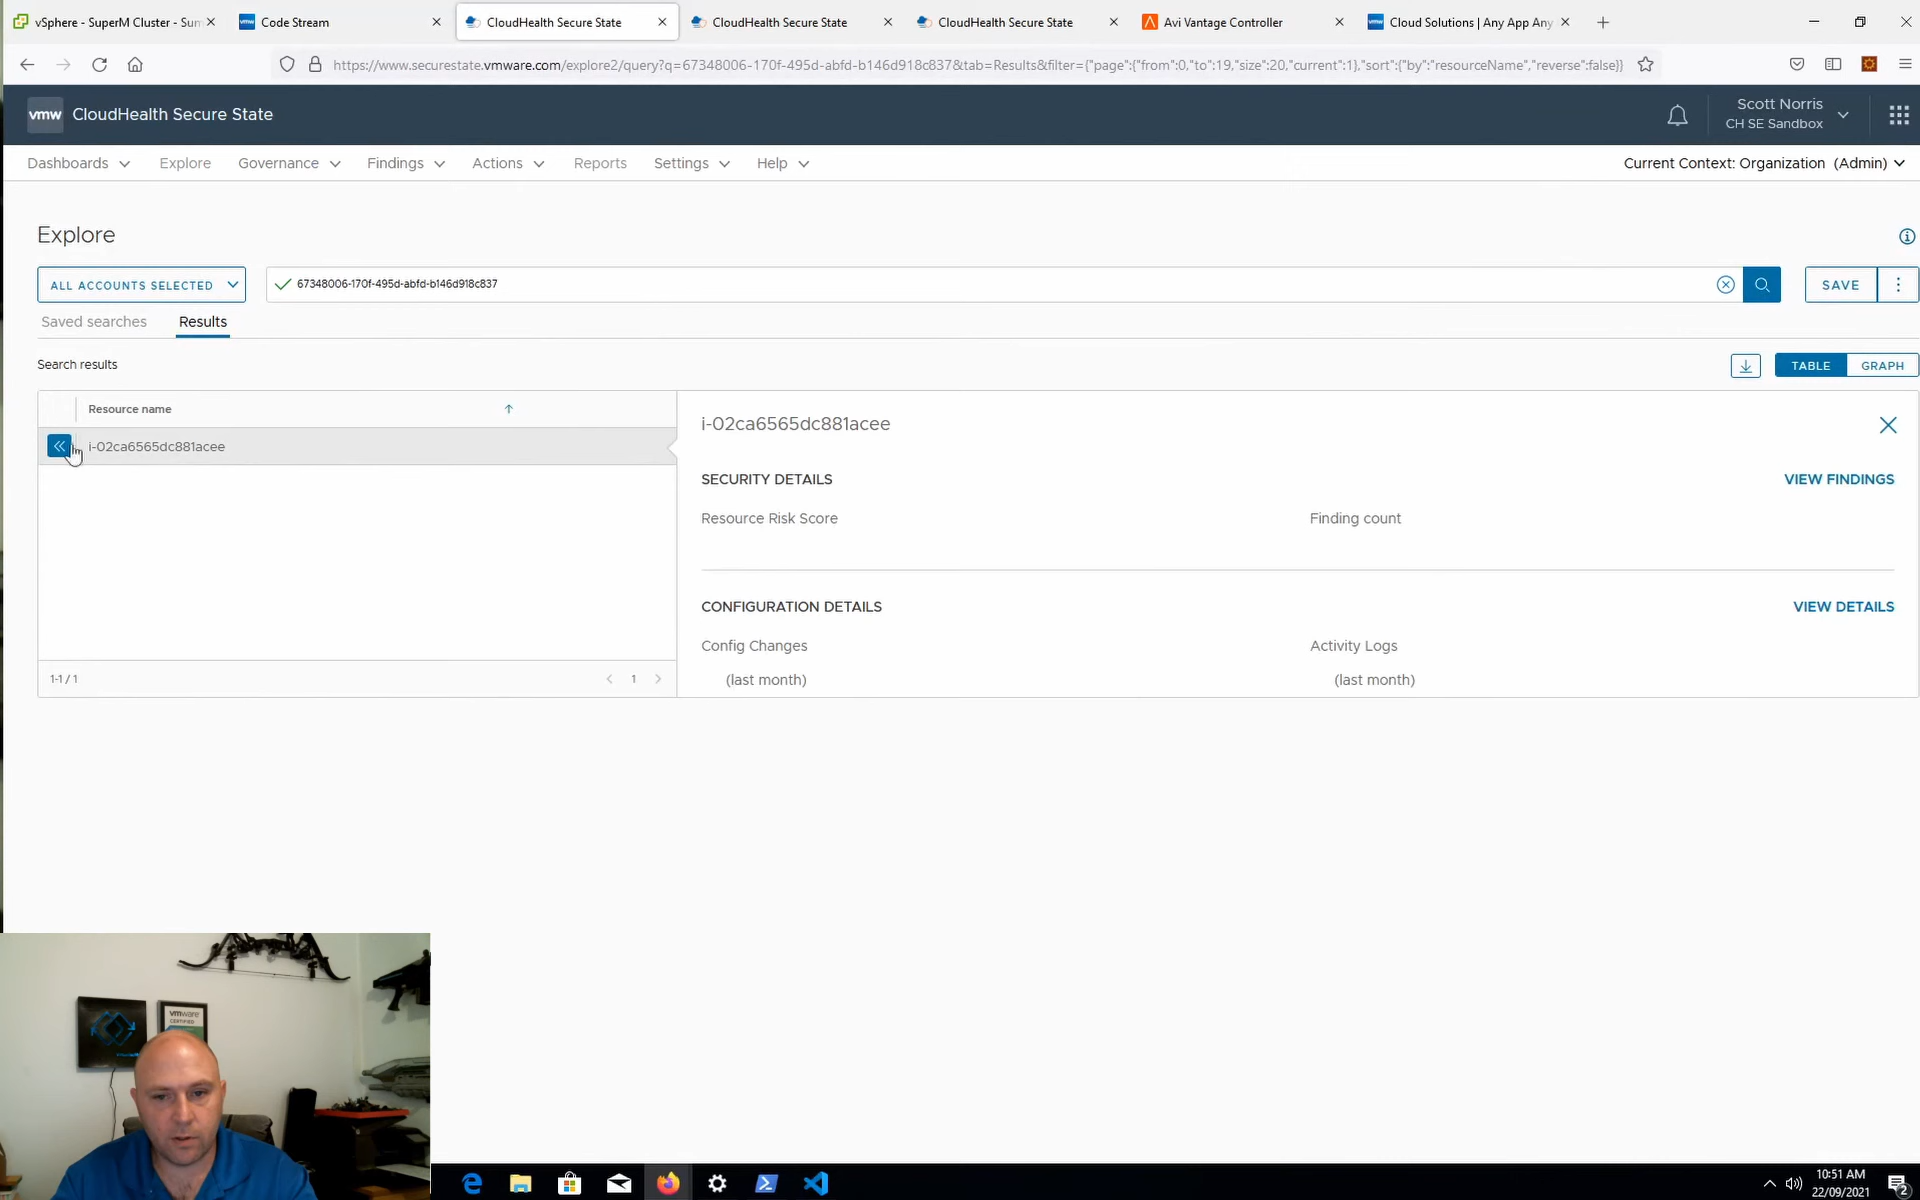 vSphere - SuperM Cluster - Sum
Code Stream
CloudHealth Secure State
CloudHealth Secure State
CloudHealth Secure State
Avi Vantage Controller
Cloud Solutions | Any App Any
https://www.securestate.vmware.com/explore2/query?q=67348006-170f-495d-abfd-b146d918c837&tab=Results&filter={"page":{"from":0,"to":19,"size":20,"current":1},"sort":{"by":"resourceName","reverse":false}}
vmw CloudHealth Secure State
Scott Norris
CH SE Sandbox
Dashboards Explore Governance Findings Actions Reports Settings Help
Current Context: Organization (Admin)
Explore
ALL ACCOUNTS SELECTED
67348006-170f-495d-abfd-b146d918c837
SAVE
Saved searches Results
Search results
TABLE GRAPH
Resource name
i-02ca6565dc881acee
1-1 / 1
1
i-02ca6565dc881acee
SECURITY DETAILS VIEW FINDINGS
Resource Risk Score Finding count
CONFIGURATION DETAILS VIEW DETAILS
Config Changes Activity Logs
(last month) (last month)
vmware
CERTIFIED
10:51 AM
22/09/2021
2